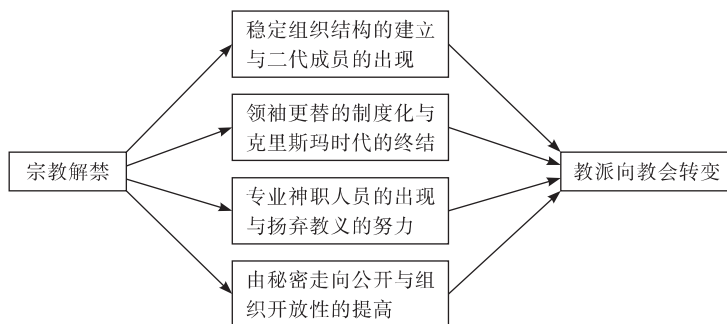 稳定组织结构的建立
与二代成员的出现
领袖更替的制度化与
克里斯玛时代的终结
宗教解禁
教派向教会转变
专业神职人员的出现
与扬弃教义的努力
由秘密走向公开与组
织开放性的提高